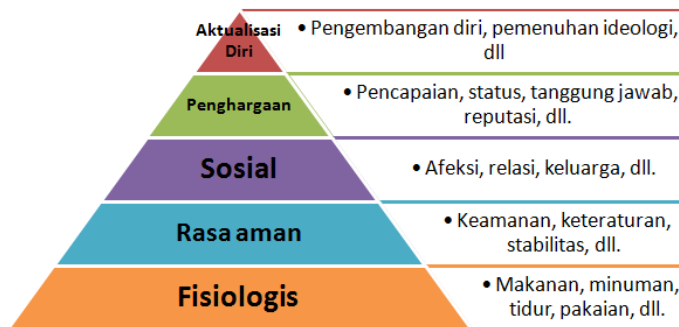 Aktualisasi
Diri
• Pengembangan diri, pemenuhan ideologi,
dll
Penghargaan
• Pencapaian, status, tanggung jawab,
reputasi, dll.
Sosial
• Afeksi, relasi, keluarga, dll.
Rasa aman
• Keamanan, keteraturan,
stabilitas, dll.
Fisiologis
• Makanan, minuman,
tidur, pakaian, dll.